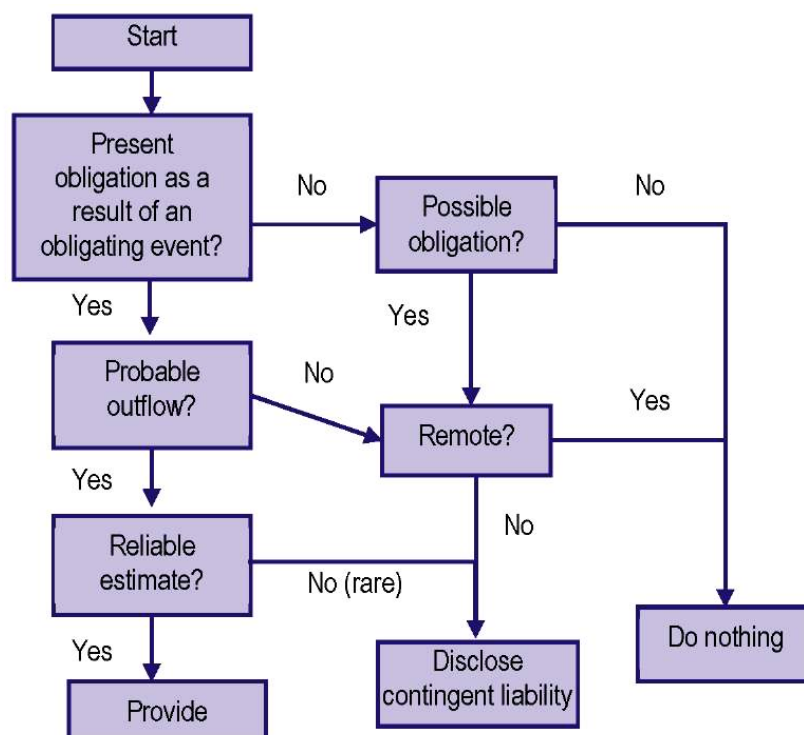 Start
Present
obligation as a
result of an
obligating event?
No
Possible
obligation?
No
Yes
Yes
Probable
outflow?
No
Remote?
Yes
Yes
No
Reliable
estimate?
No (rare)
Yes
Disclose
contingent liability
Do nothing
Provide